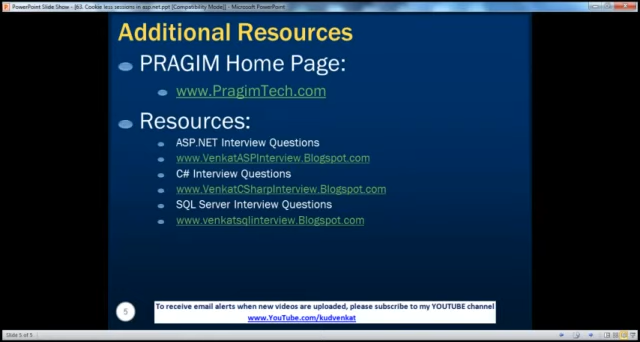 PowerPoint Slide Show - [63. Cookie less sessions in asp.net.ppt [Compatibility Mode]] - Microsoft PowerPoint
Additional Resources
PRAGIM Home Page:
www.PragimTech.com
Resources:
ASP.NET Interview Questions
www.VenkatASPInterview.Blogspot.com
C# Interview Questions
www.VenkatCSharpInterview.Blogspot.com
SQL Server Interview Questions
www.venkatsqlinterview.Blogspot.com
5
To receive email alerts when new videos are uploaded, please subscribe to my YOUTUBE channel
www.YouTube.com/kudvenkat
Slide 5 of 5